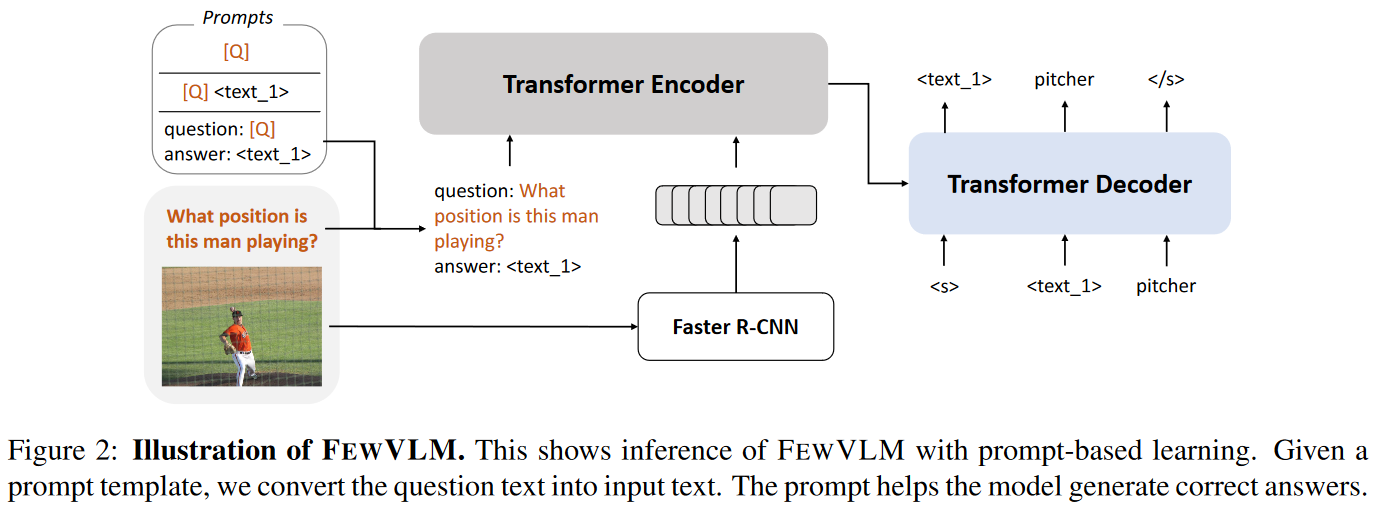 Prompts
[Q]
[Q] <text_1>
question: [Q]
answer: <text_1>
What position is
this man playing?
question: What
position is this man
playing?
answer: <text_1>
Transformer Encoder
Faster R-CNN
<text_1> pitcher </s>
Transformer Decoder
<s> <text_1> pitcher
Figure 2: Illustration of FEWVLM. This shows inference of FEWVLM with prompt-based learning. Given a
prompt template, we convert the question text into input text. The prompt helps the model generate correct answers.